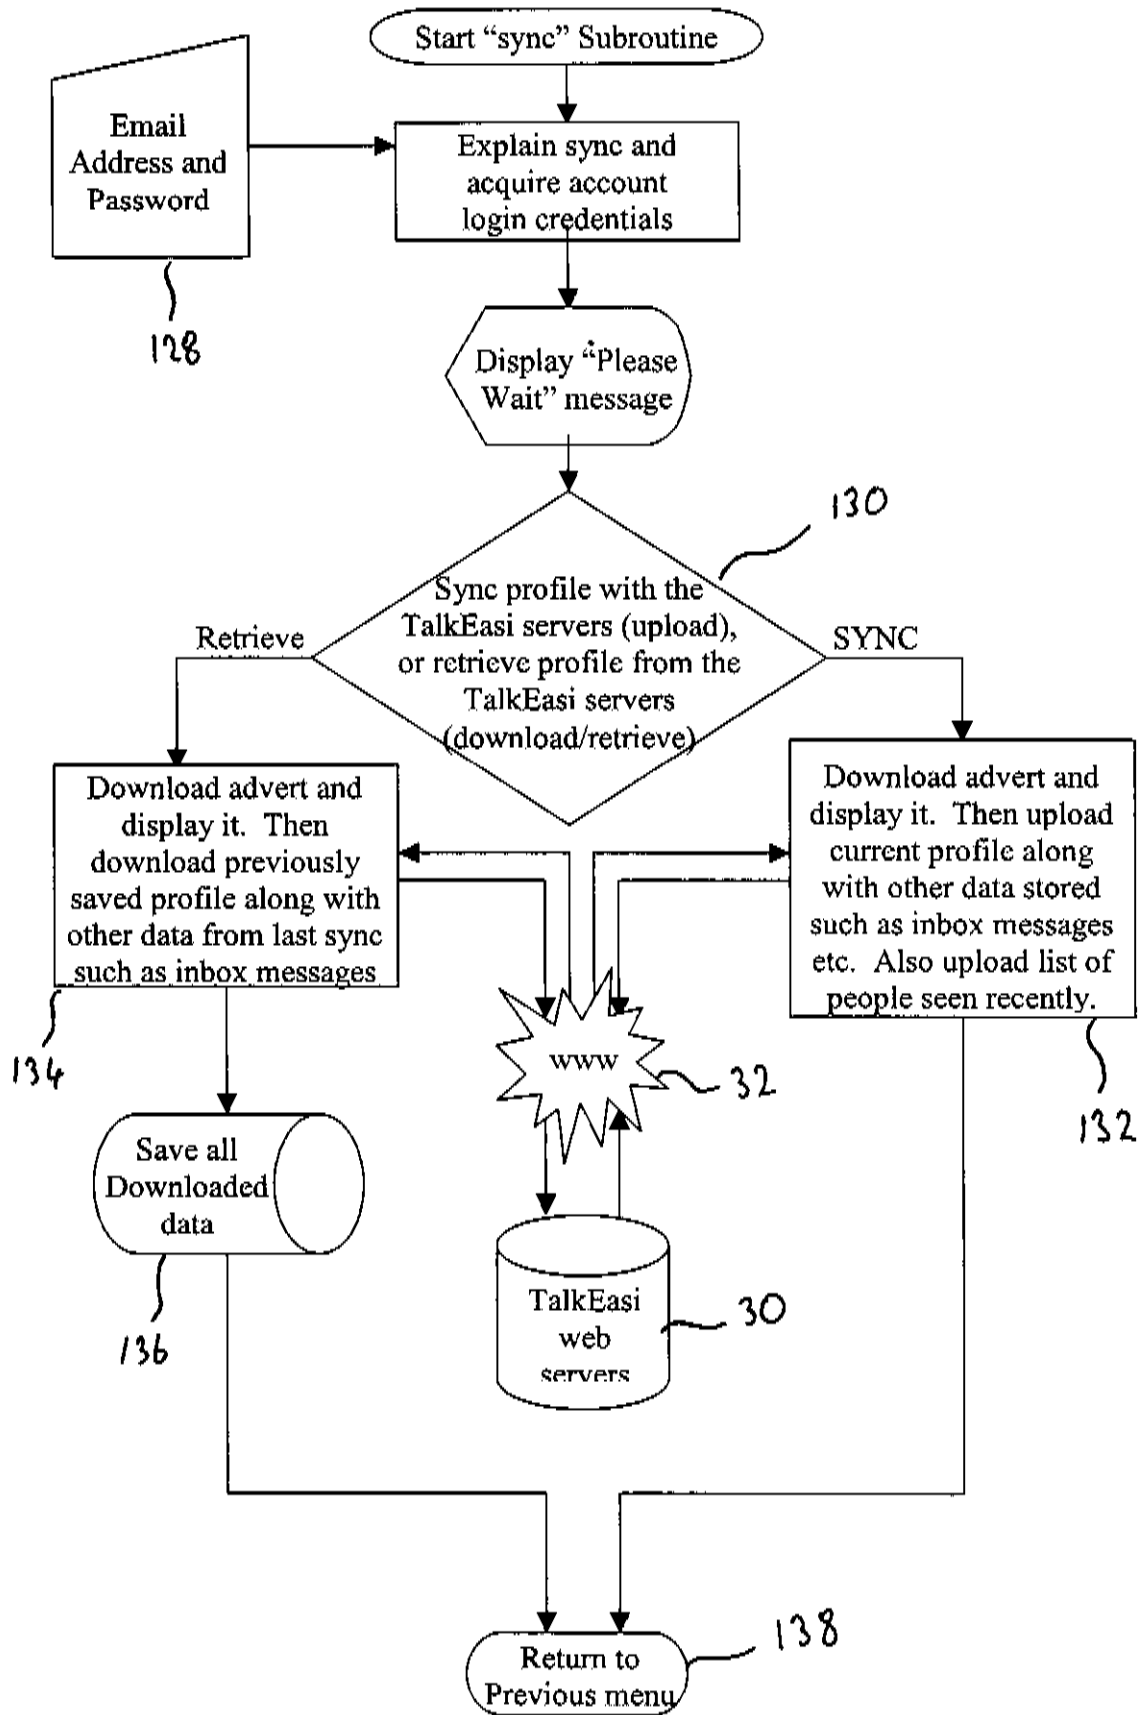 Start “sync” Subroutine
Email
Address and
Password
128
Explain sync and
acquire account
login credentials
Display “Please
Wait” message
130
Sync profile with the
TalkEasi servers (upload),
or retrieve profile from the
TalkEasi servers
(download/retrieve)
Retrieve
SYNC
Download advert and
display it. Then
download previously
saved profile along with
other data from last sync
such as inbox messages
134
Download advert and
display it. Then upload
current profile along
with other data stored
such as inbox messages
etc. Also upload list of
people seen recently.
132
www
32
Save all
Downloaded
data
136
TalkEasi
web
servers
30
Return to
Previous menu
138